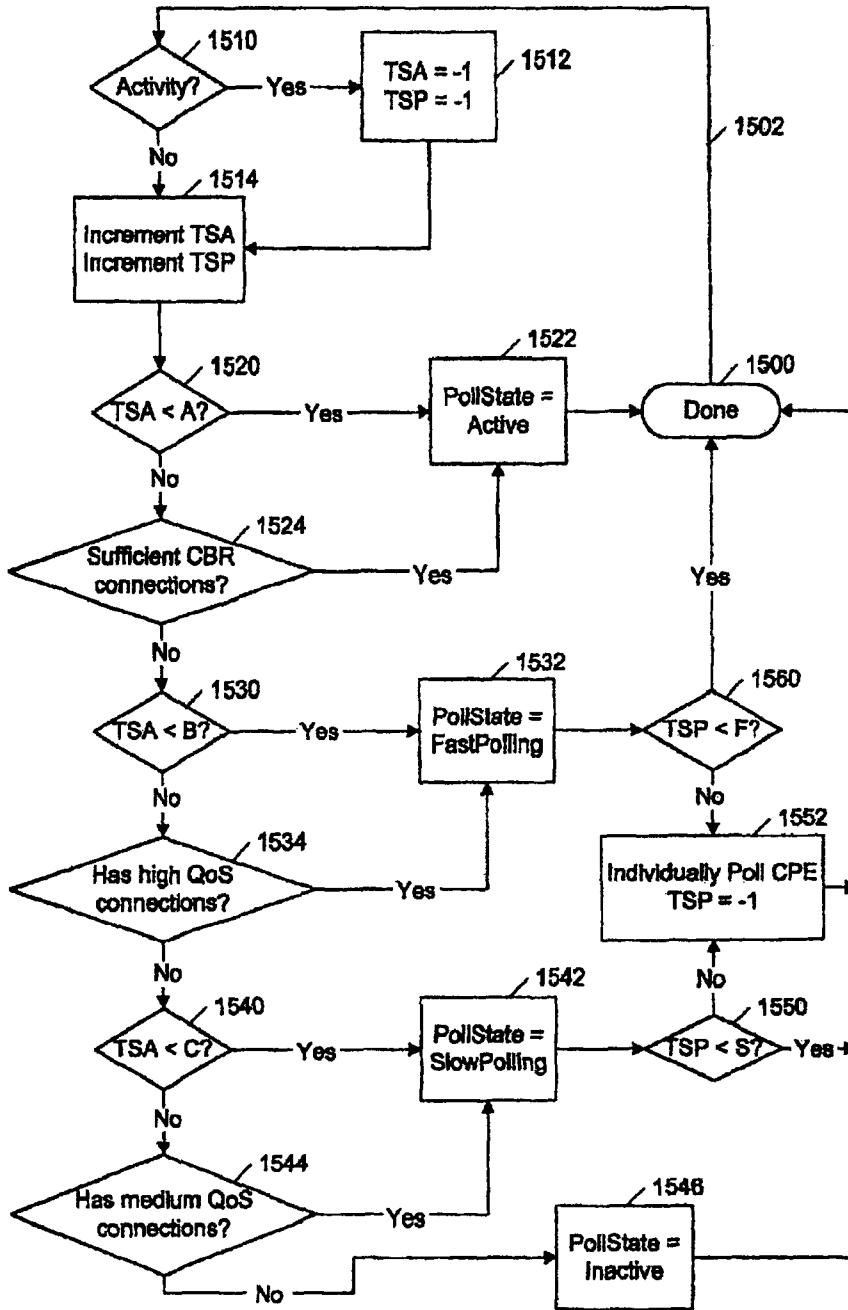 1510
Activity?
Yes
TSA = -1
TSP = -1
1512
1502
No
1514
Increment TSA
Increment TSP
1520
TSA < A?
Yes
1522
PollState =
Active
1500
Done
No
1524
Sufficient CBR
connections?
Yes
Yes
No
1530
TSA < B?
Yes
1532
PollState =
FastPolling
1560
TSP < F?
No
No
1534
Has high QoS
connections?
Yes
1552
Individually Poll CPE
TSP = -1
No
No
1540
TSA < C?
Yes
1542
PollState =
SlowPolling
1550
TSP < S?
Yes
No
1544
Has medium QoS
connections?
Yes
1546
PollState =
Inactive
No